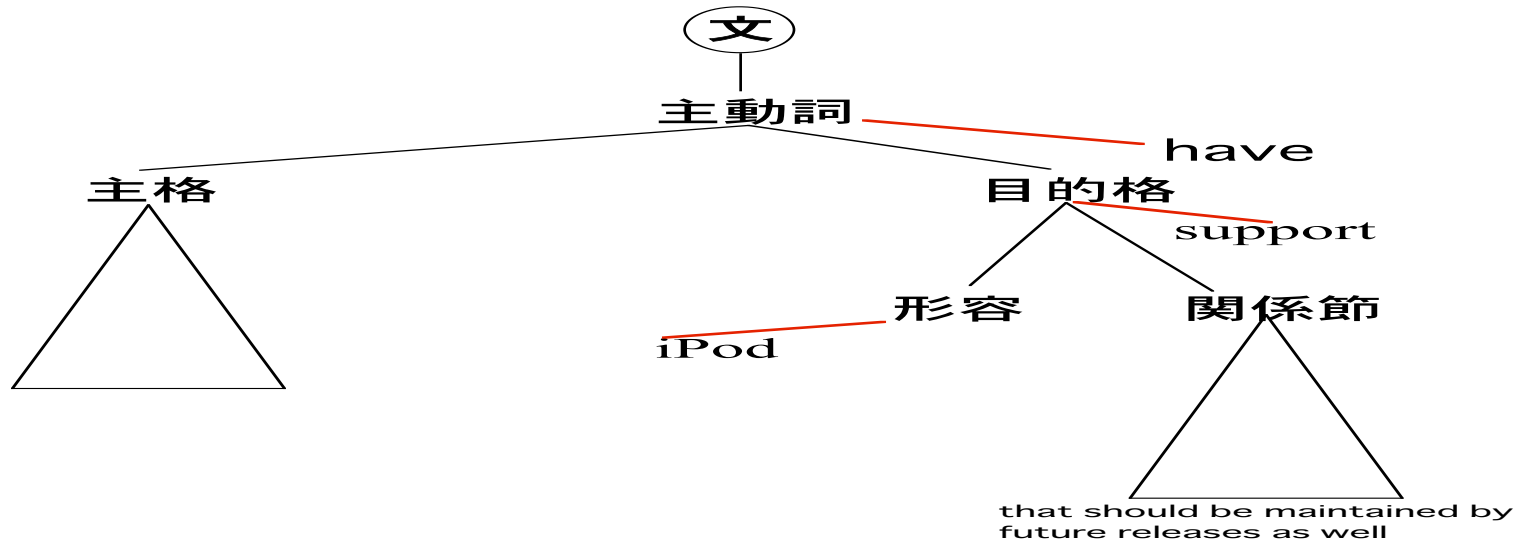 文
主動詞
have
主格
目的格
support
形容
関係節
iPod
that should be maintained by
future releases as well